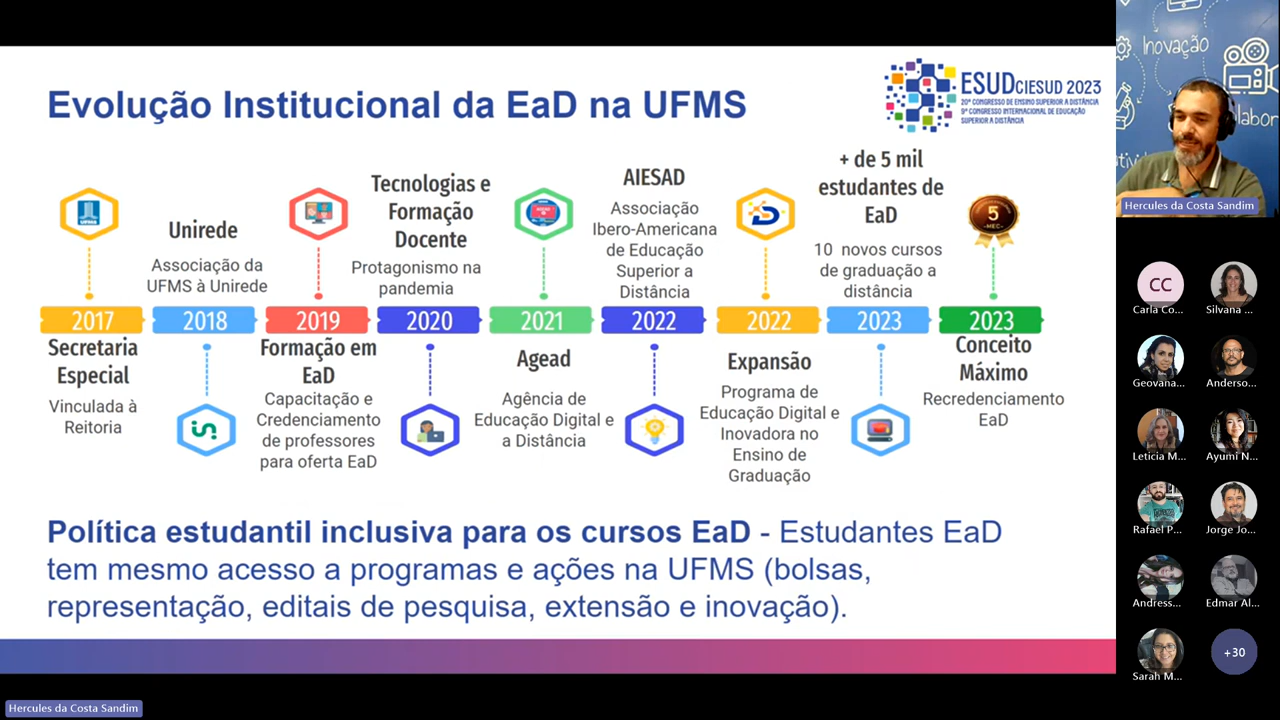 Evolução Institucional da EaD na UFMS
ESUDCIESUD 2023
20º CONGRESSO DE ENSINO SUPERIOR A DISTÂNCIA
9º CONGRESSO INTERNACIONAL DE EDUCAÇÃO
SUPERIOR A DISTÂNCIA
UFMS
Unirede
Associação da
UFMS à Unirede
Tecnologias e
Formação
Docente
Protagonismo na
pandemia
AIESAD
Associação
Ibero-Americana
de Educação
Superior a
Distância
+ de 5 mil
estudantes de
EaD
10 novos cursos
de graduação a
distância
5
MEC
2017
2018
2019
2020
2021
2022
2022
2023
2023
Secretaria
Especial
Vinculada à
Reitoria
Formação em
EaD
Capacitação e
Credenciamento
de professores
para oferta EaD
Agead
Agência de
Educação Digital e
a Distância
Expansão
Programa de
Educação Digital e
Inovadora no
Ensino de
Graduação
Conceito
Máximo
Recredenciamento
EaD
Política estudantil inclusiva para os cursos EaD - Estudantes EaD
tem mesmo acesso a programas e ações na UFMS (bolsas,
representação, editais de pesquisa, extensão e inovação).
Inovação
Hercules da Costa Sandim
CC
Carla Co...
Silvana ...
Geovana...
Anderso...
Leticia M...
Ayumi N...
Rafael P...
Jorge Jo...
Andress...
Edmar Al...
Sarah M...
+30
Hercules da Costa Sandim